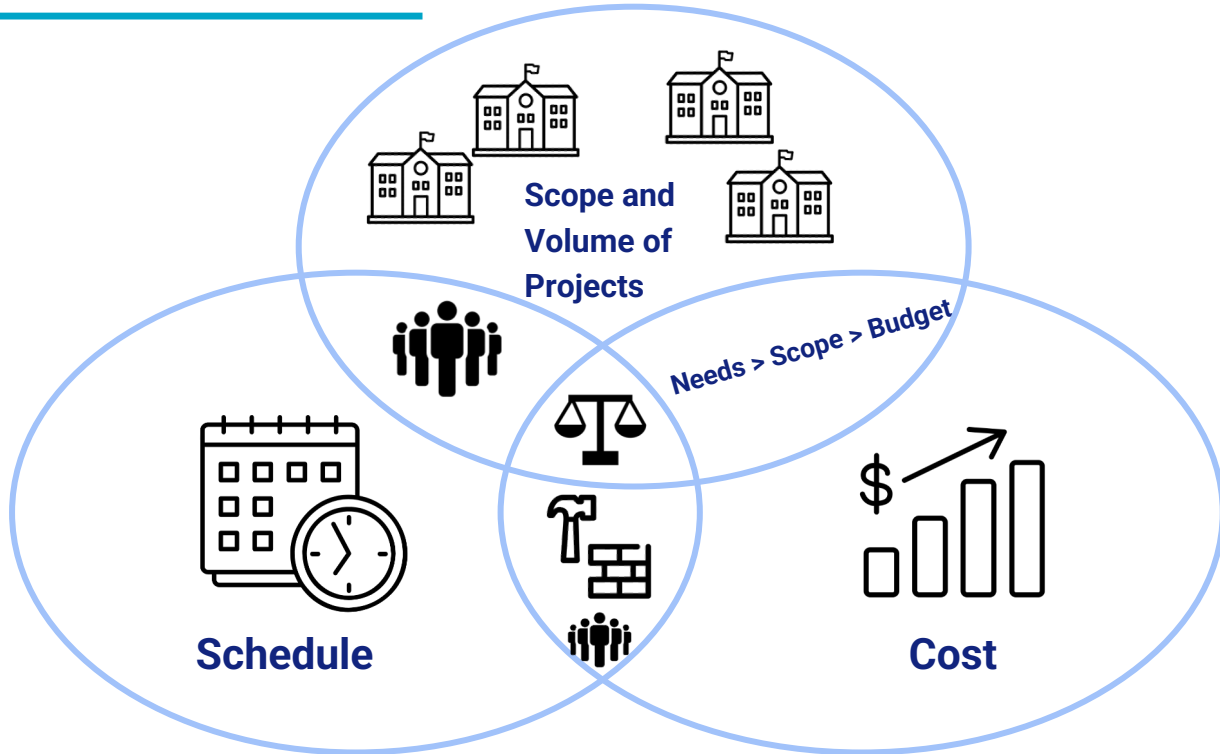 Scope and
Volume of
Projects
Needs > Scope > Budget
$
Schedule
Cost